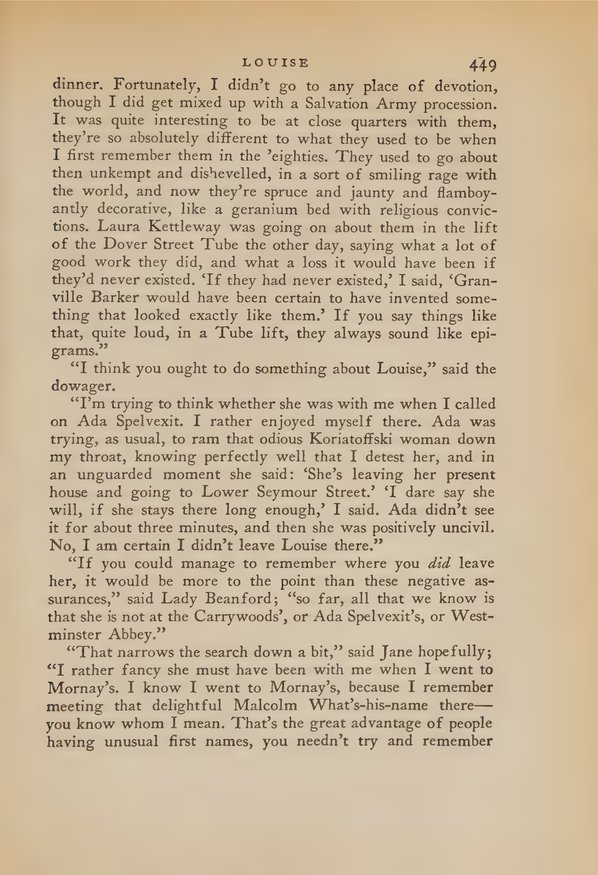 LOUISE 449
dinner. Fortunately, I didn't go to any place of devotion,
though I did get mixed up with a Salvation Army procession.
It was quite interesting to be at close quarters with them,
they're so absolutely different to what they used to be when
I first remember them in the 'eighties. They used to go about
then unkempt and dishevelled, in a sort of smiling rage with
the world, and now they're spruce and jaunty and flamboy-
antly decorative, like a geranium bed with religious convic-
tions. Laura Kettleway was going on about them in the lift
of the Dover Street Tube the other day, saying what a lot of
good work they did, and what a loss it would have been if
they'd never existed. 'If they had never existed,' I said, 'Gran-
ville Barker would have been certain to have invented some-
thing that looked exactly like them.' If you say things like
that, quite loud, in a Tube lift, they always sound like epi-
grams."
"I think you ought to do something about Louise," said the
dowager.
"I'm trying to think whether she was with me when I called
on Ada Spelvexit. I rather enjoyed myself there. Ada was
trying, as usual, to ram that odious Koriatoffski woman down
my throat, knowing perfectly well that I detest her, and in
an unguarded moment she said: 'She's leaving her present
house and going to Lower Seymour Street.' 'I dare say she
will, if she stays there long enough,' I said. Ada didn't see
it for about three minutes, and then she was positively uncivil.
No, I am certain I didn't leave Louise there."
"If you could manage to remember where you did leave
her, it would be more to the point than these negative as-
surances," said Lady Beanford; "so far, all that we know is
that she is not at the Carrywoods', or Ada Spelvexit's, or West-
minster Abbey."
"That narrows the search down a bit," said Jane hopefully;
"I rather fancy she must have been with me when I went to
Mornay's. I know I went to Mornay's, because I remember
meeting that delightful Malcolm What's-his-name there—
you know whom I mean. That's the great advantage of people
having unusual first names, you needn't try and remember